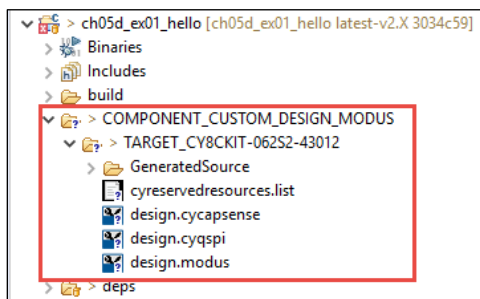 > ch05d_ex01_hello [ch05d_ex01_hello latest-v2.X 3034c59]
Binaries
Includes
build
> COMPONENT_CUSTOM_DESIGN_MODUS
> TARGET_CY8CKIT-062S2-43012
GeneratedSource
cyreservedresources.list
design.cycapsense
design.cyqspi
design.modus
> deps